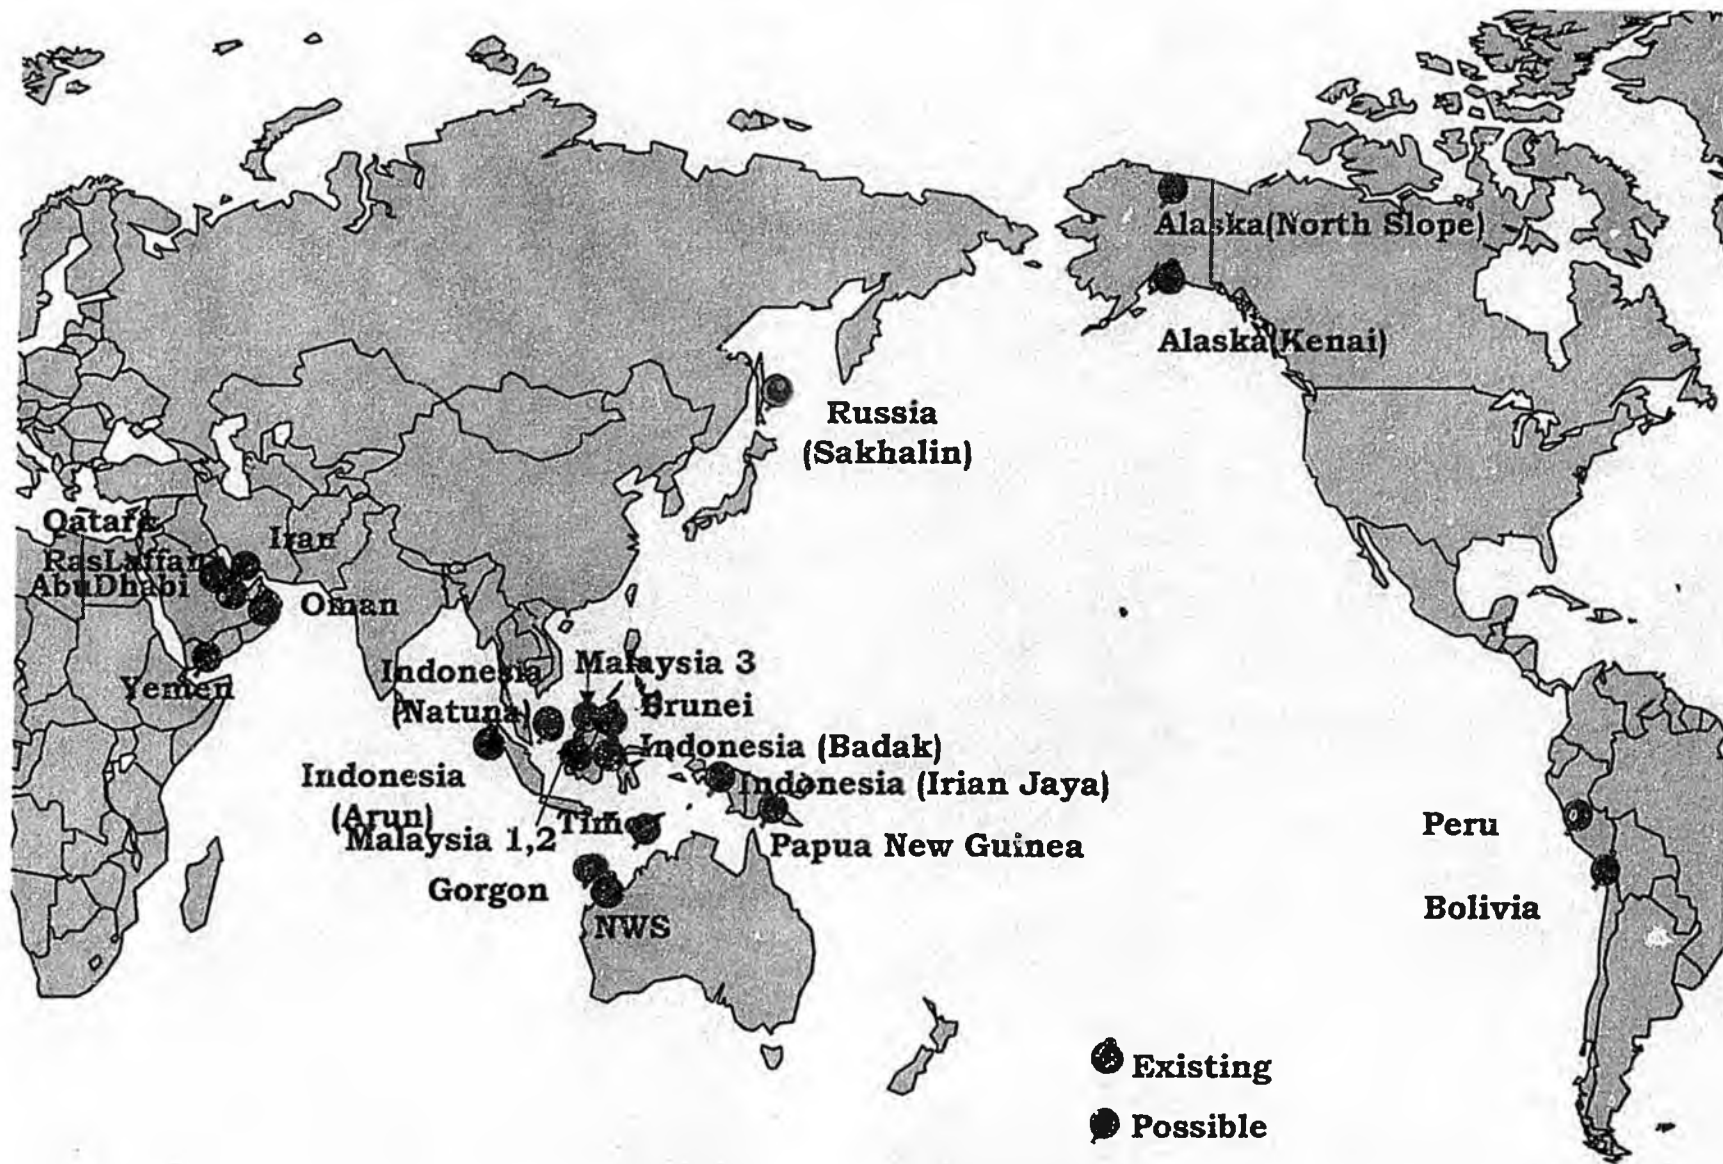 Alaska(North Slope)
Alaska(Kenai)
Russia
(Sakhalin)
Qatar&
RasLaffan
AbuDhabi
Iran
Oman
Yemen
Indonesia
(Natuna)
Malaysia 3
Brunei
Indonesia (Badak)
Indonesia (Irian Jaya)
Indonesia
(Arun)
Malaysia 1,2
Timor
Papua New Guinea
Gorgon
NWS
Peru
Bolivia
Existing
Possible